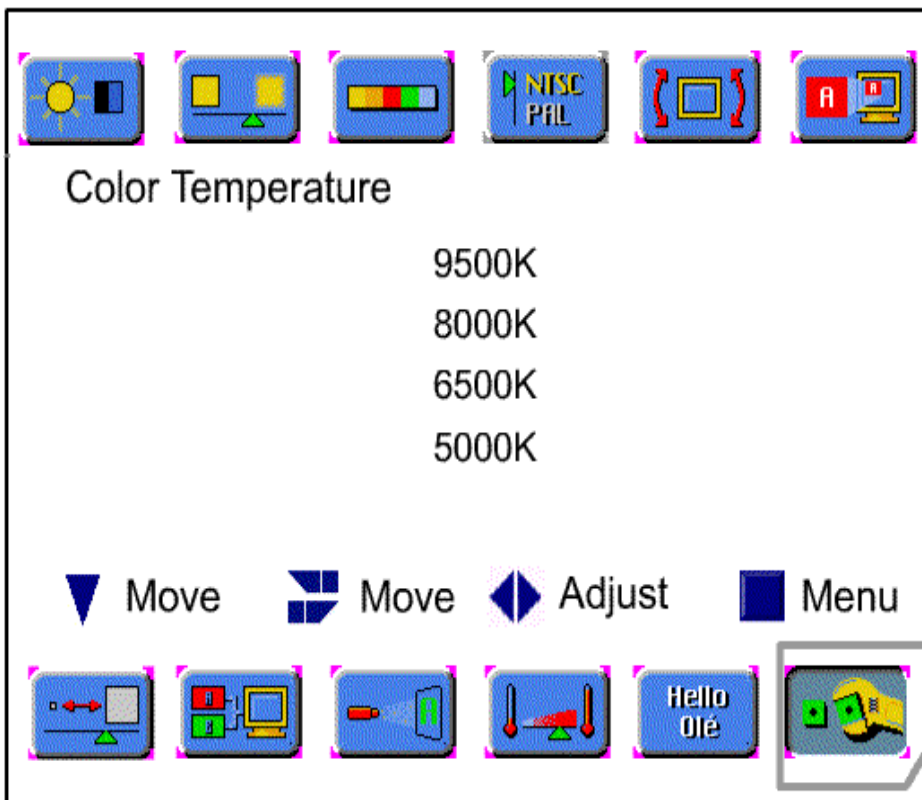 NTSC
PAL
A
A
Color Temperature
9500K
8000K
6500K
5000K
Move
Move
Adjust
Menu
A
Hello
Olé